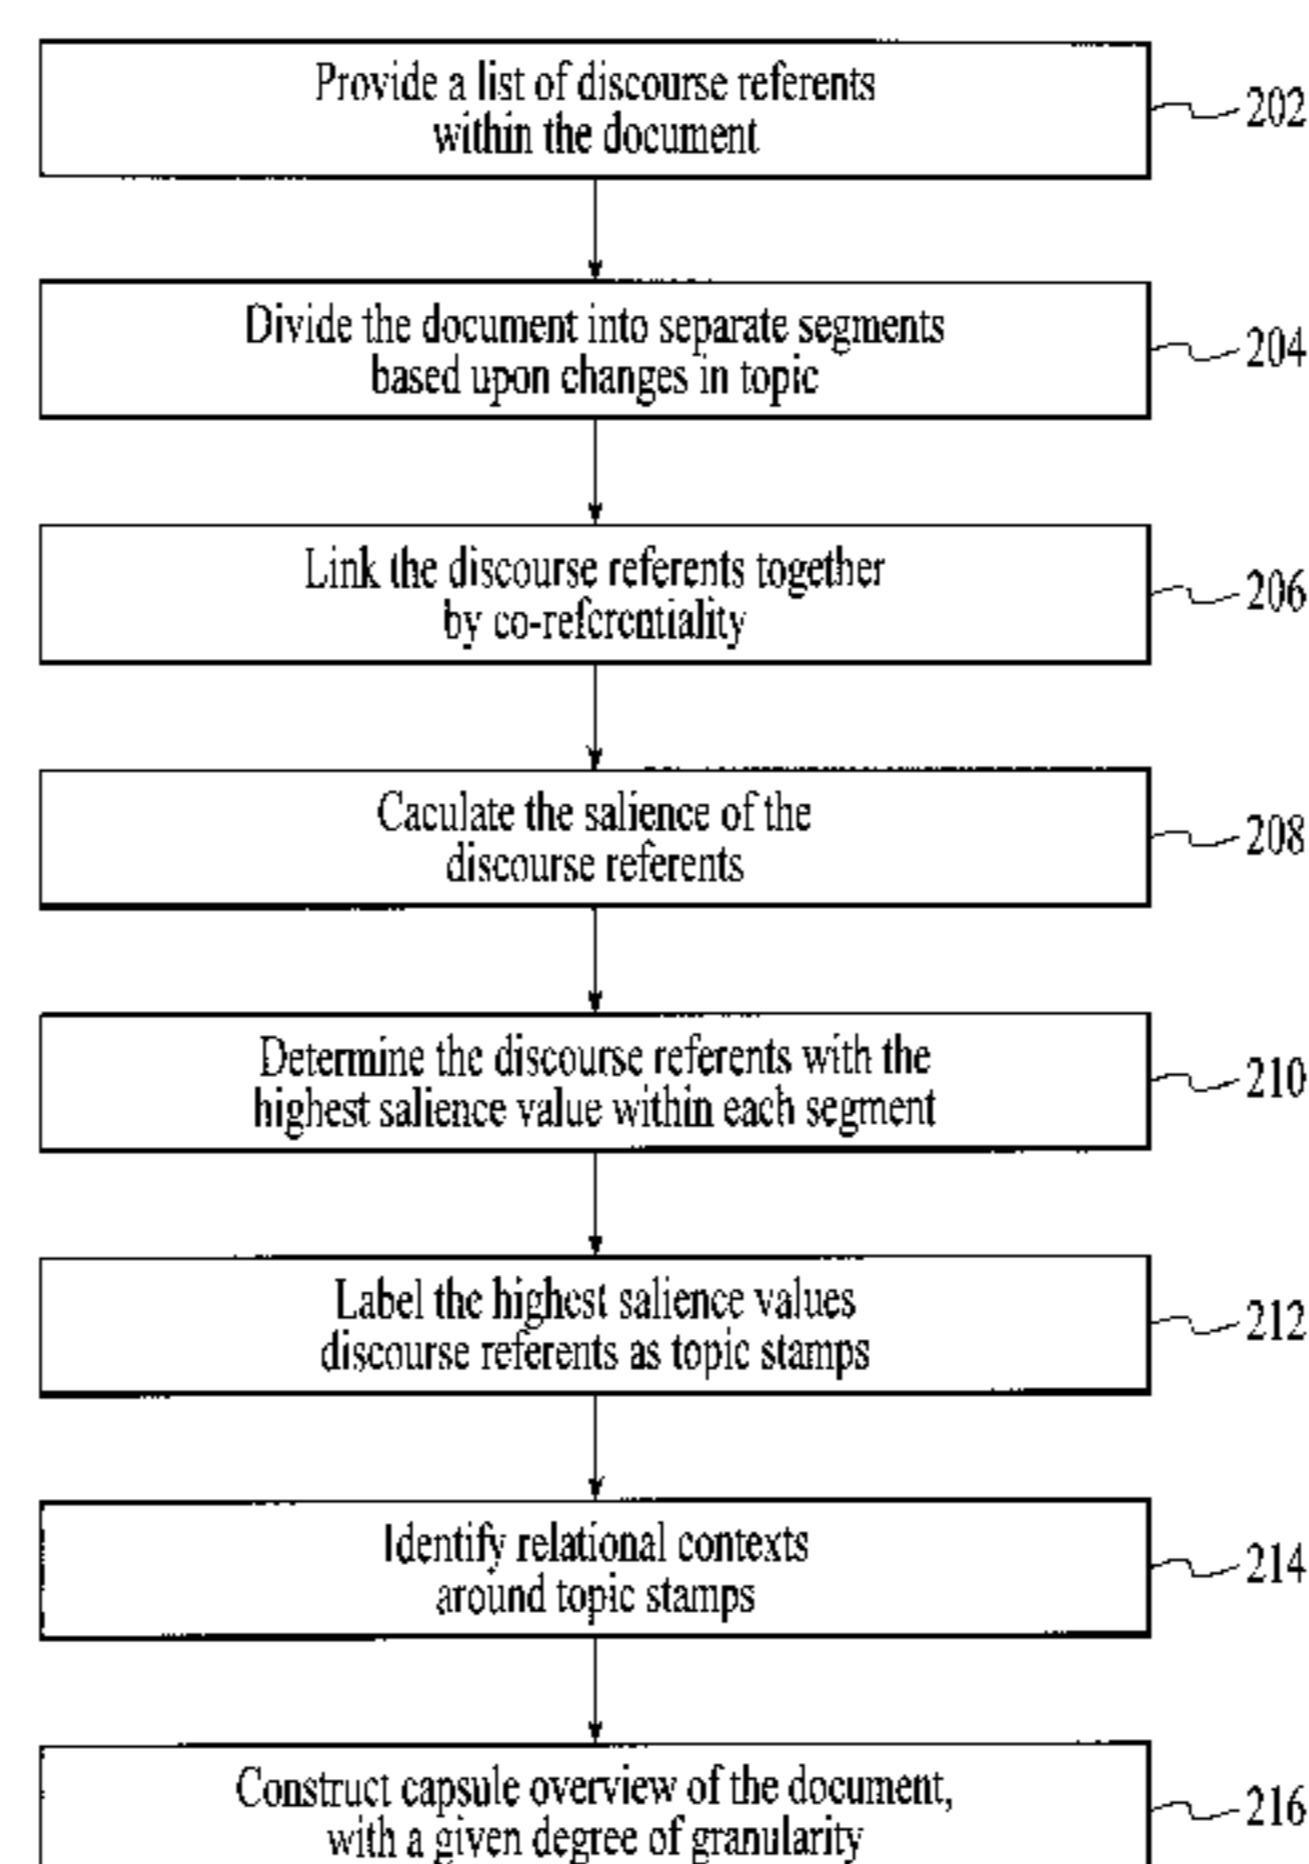 Provide a list of discourse referents
within the document
202
Divide the document into separate segments
based upon changes in topic
204
Link the discourse referents together
by co-referentiality
206
Caculate the salience of the
discourse referents
208
Determine the discourse referents with the
highest salience value within each segment
210
Label the highest salience values
discourse referents as topic stamps
212
Identify relational contexts
around topic stamps
214
Construct capsule overview of the document,
with a given degree of granularity
216